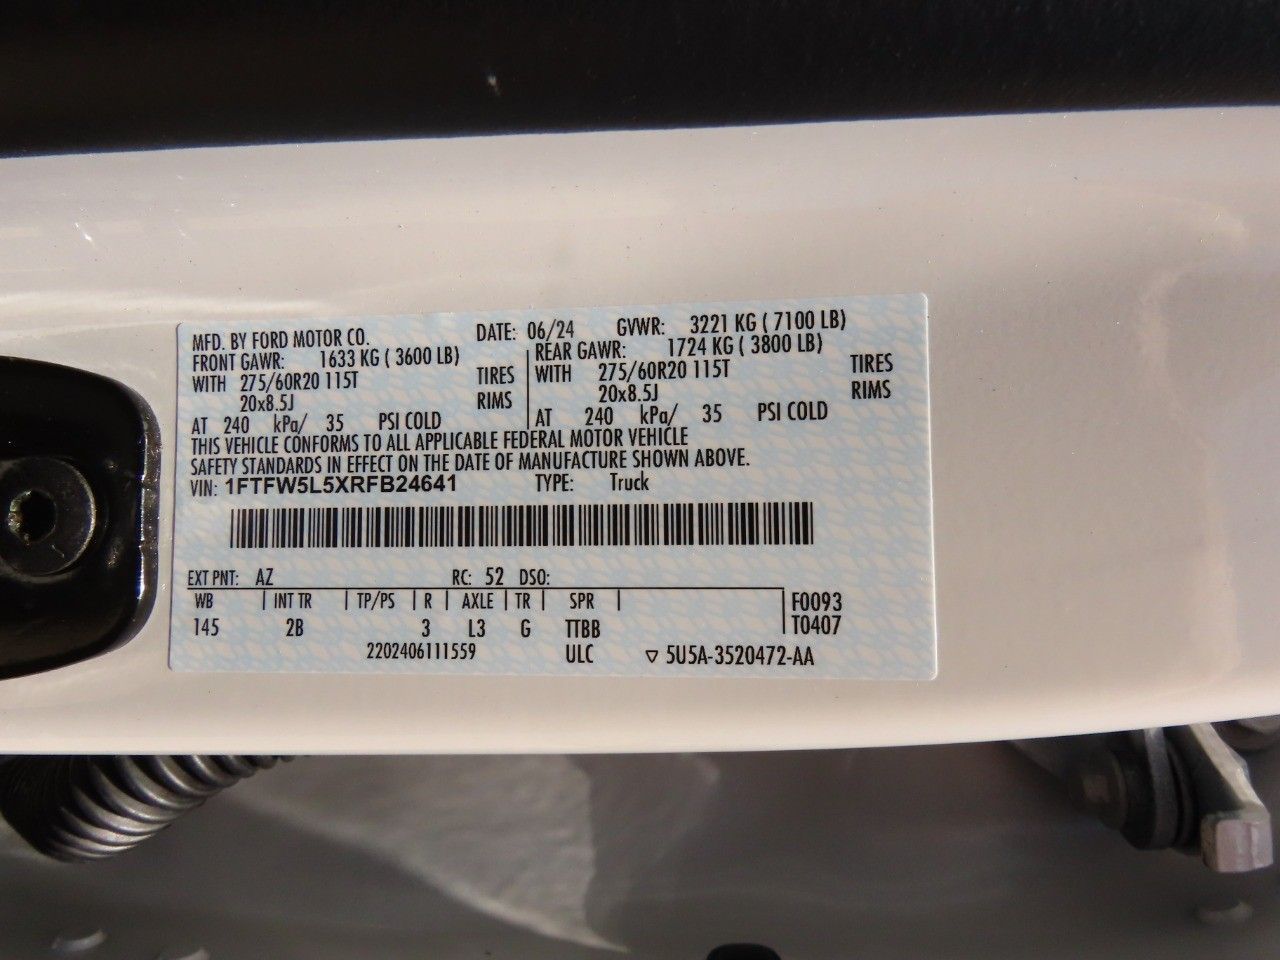 MFD. BY FORD MOTOR CO. DATE: 06/24 GVWR: 3221 KG ( 7100 LB)
FRONT GAWR: 1633 KG ( 3600 LB) REAR GAWR: 1724 KG ( 3800 LB)
WITH 275/60R20 115T TIRES WITH 275/60R20 115T TIRES
20x8.5J RIMS 20x8.5J RIMS
AT 240 kPa/ 35 PSI COLD AT 240 kPa/ 35 PSI COLD
THIS VEHICLE CONFORMS TO ALL APPLICABLE FEDERAL MOTOR VEHICLE
SAFETY STANDARDS IN EFFECT ON THE DATE OF MANUFACTURE SHOWN ABOVE.
VIN: 1FTFW5L5XRFB24641 TYPE: Truck
EXT PNT: AZ RC: 52 DSO:
WB | INT TR | TP/PS | R | AXLE | TR | SPR | | F0093
145 2B 3 L3 G TTBB | T0407
2202406111559 ULC ▽ 5U5A-3520472-AA